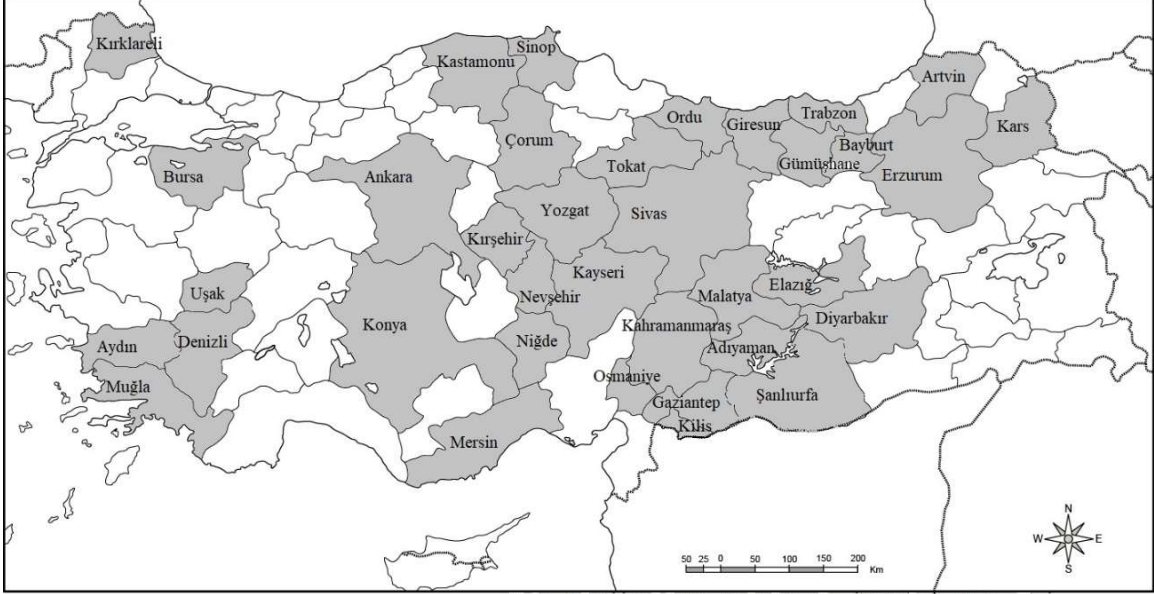 Kırklareli
Sinop
Kastamonu
Artvin
Ordu
Giresun
Trabzon
Kars
Çorum
Bayburt
Tokat
Gümüşhane
Bursa
Ankara
Erzurum
Yozgat
Sivas
Kırşehir
Kayseri
Elazığ
Uşak
Nevşehir
Malatya
Konya
Kahramanmaraş
Diyarbakır
Aydın
Denizli
Niğde
Adıyaman
Muğla
Osmaniye
Şanlıurfa
Gaziantep
Kilis
Mersin
N
W E
S
50 25 0 50 100 150 200
Km